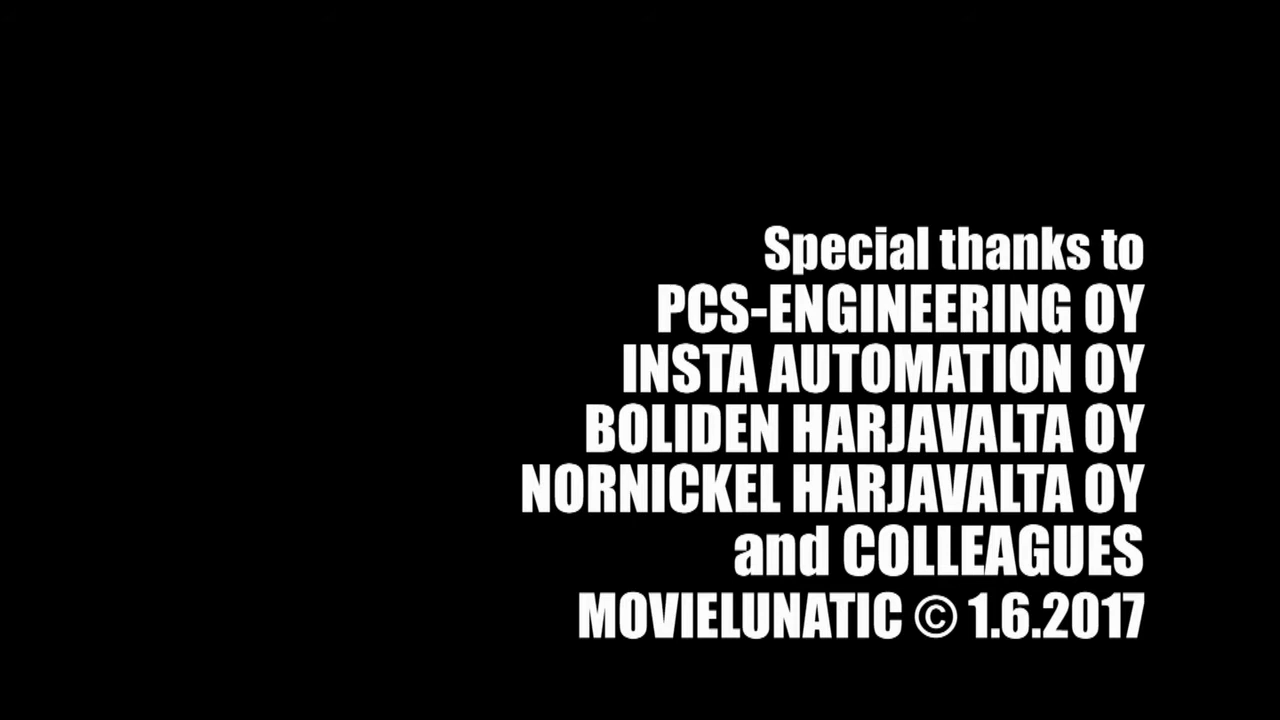 Special thanks to
PCS-ENGINEERING OY
INSTA AUTOMATION OY
BOLIDEN HARJAVALTA OY
NORNICKEL HARJAVALTA OY
and COLLEAGUES
MOVIELUNATIC © 1.6.2017